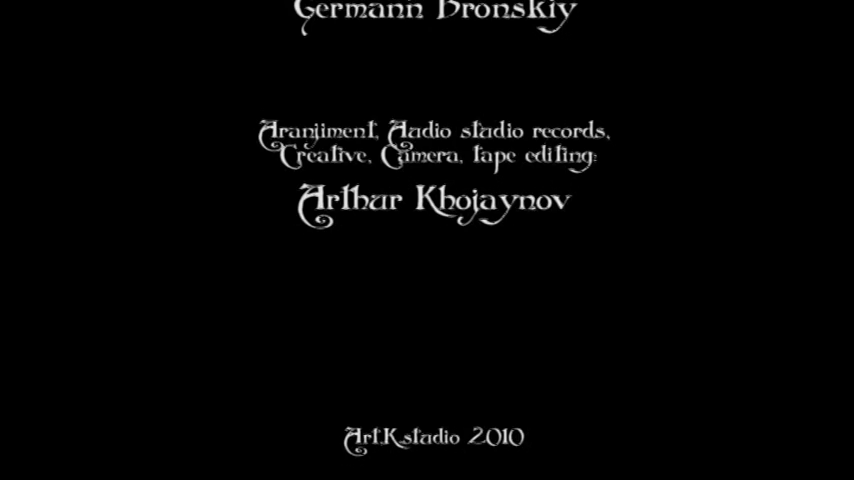 Germann Bronskiy
Aranjiment, Audio studio records,
Creative, Camera, tape editing:
Arthur Khojaynov
Art.K.studio 2010